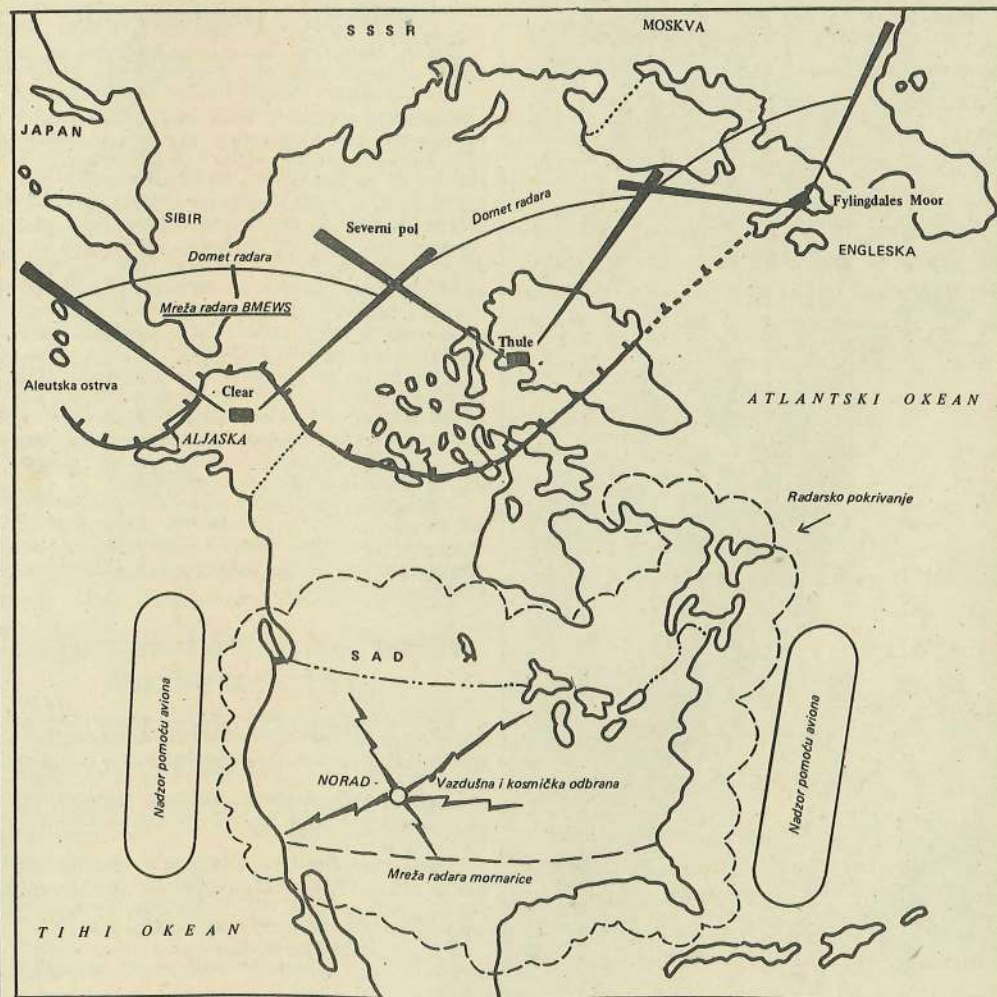 S S S R
MOSKVA
JAPAN
SIBIR
Severni pol
Domet radara
Fylingdales Moor
ENGLESKA
Domet radara
Mreža radara BMEWS
Thule
Aleutska ostrva
Clear
ALJASKA
ATLANTSKI OKEAN
Radarsko pokrivanje
S A D
Nadzor pomoću aviona
Nadzor pomoću aviona
NORAD -
Vazdušna i kosmička odbrana
Mreža radara mornarice
TIHI OKEAN